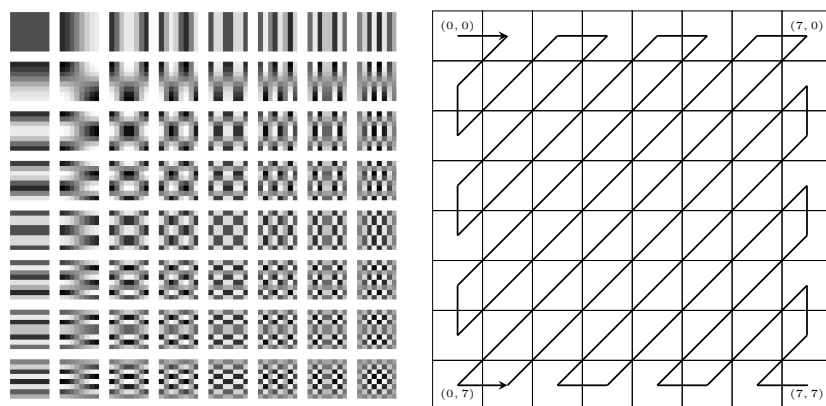 (0, 0) (7, 0)
(0, 7) (7, 7)